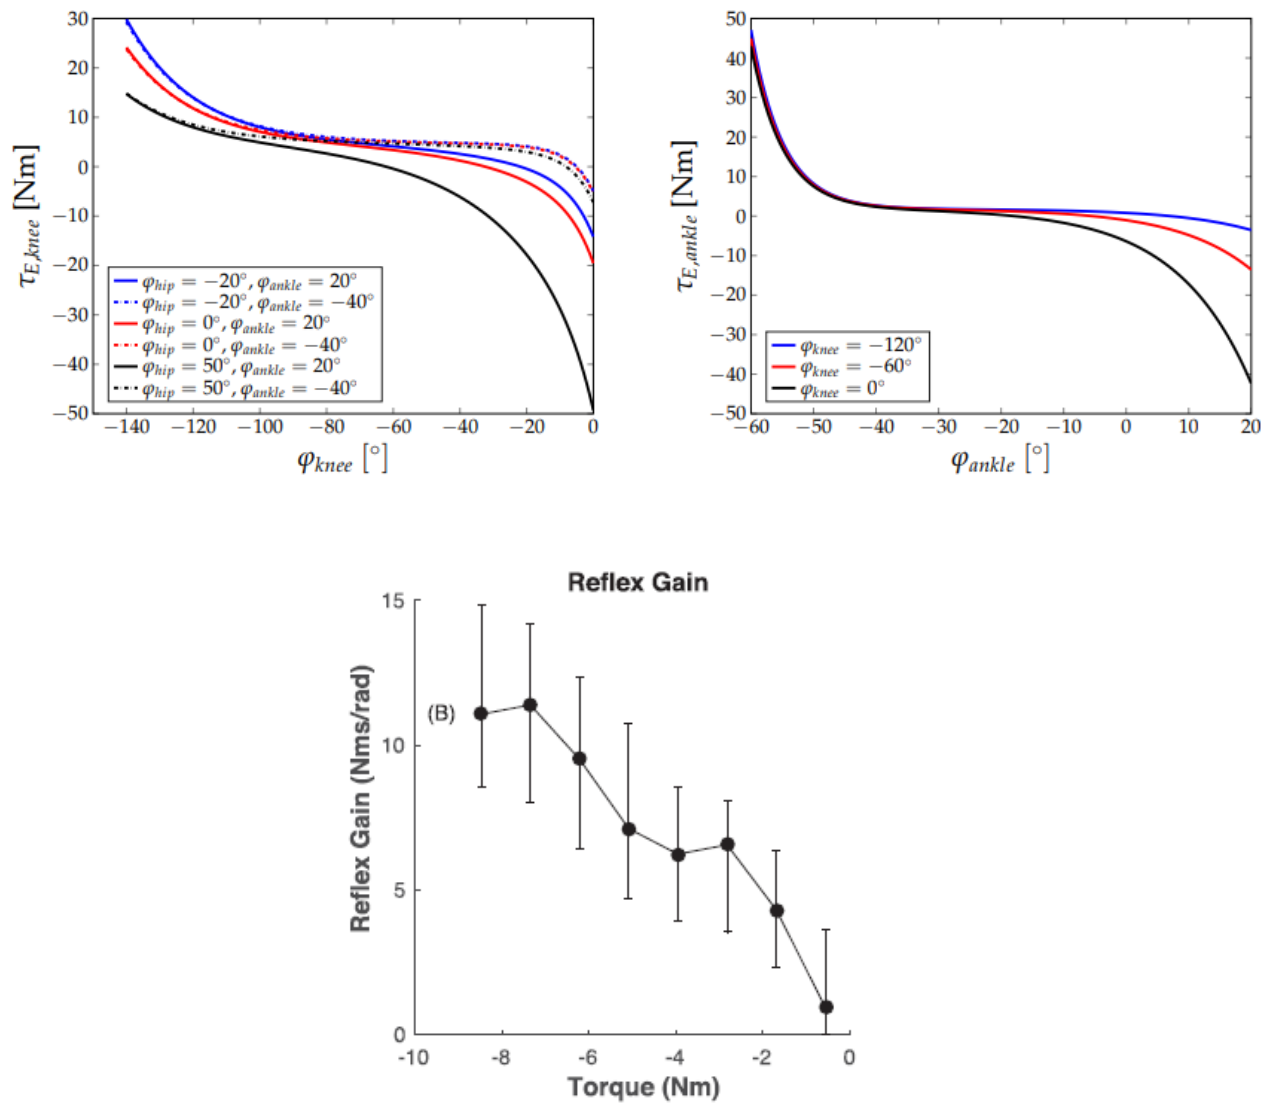 30
20
10
0
−10
−20
−30
−40
−50
τE,knee [Nm]
φhip = −20°, φankle = 20°
φhip = −20°, φankle = −40°
φhip = 0°, φankle = 20°
φhip = 0°, φankle = −40°
φhip = 50°, φankle = 20°
φhip = 50°, φankle = −40°
−140 −120 −100 −80 −60 −40 −20 0
φknee [°]
50
40
30
20
10
0
−10
−20
−30
−40
−50
τE,ankle [Nm]
φknee = −120°
φknee = −60°
φknee = 0°
−60 −50 −40 −30 −20 −10 0 10 20
φankle [°]
Reflex Gain
15
10
5
0
Reflex Gain (Nms/rad)
(B)
-10 -8 -6 -4 -2 0
Torque (Nm)